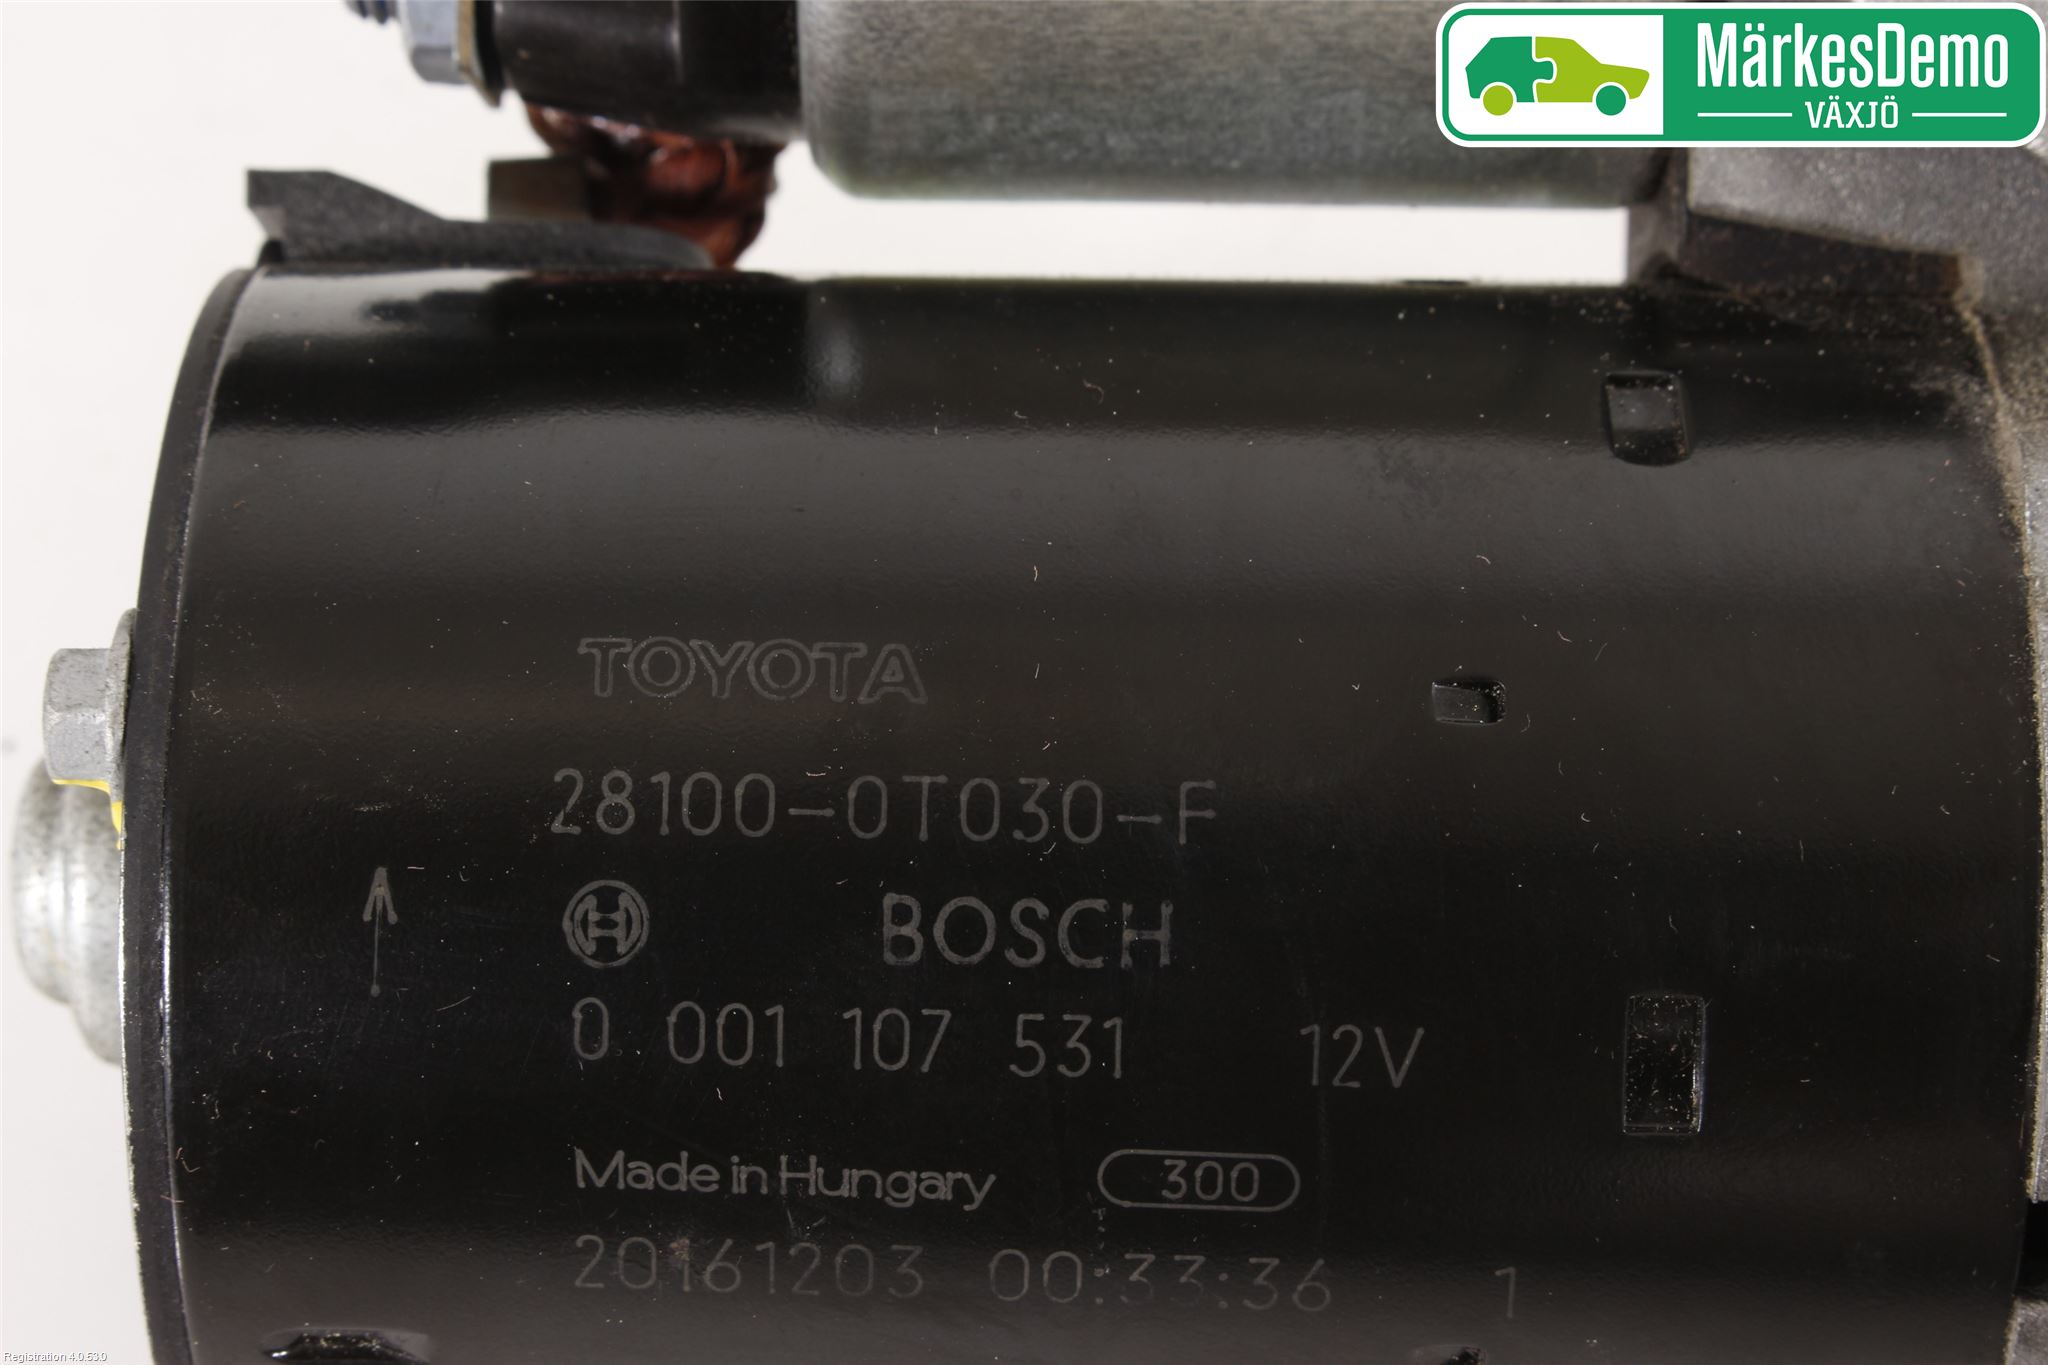 MärkesDemo
VÄXJÖ
TOYOTA
28100-0T030-F
BOSCH
0 001 107 531 12V
Made in Hungary 300
20161203 00:33:36 1
Registration 4.0.53.0